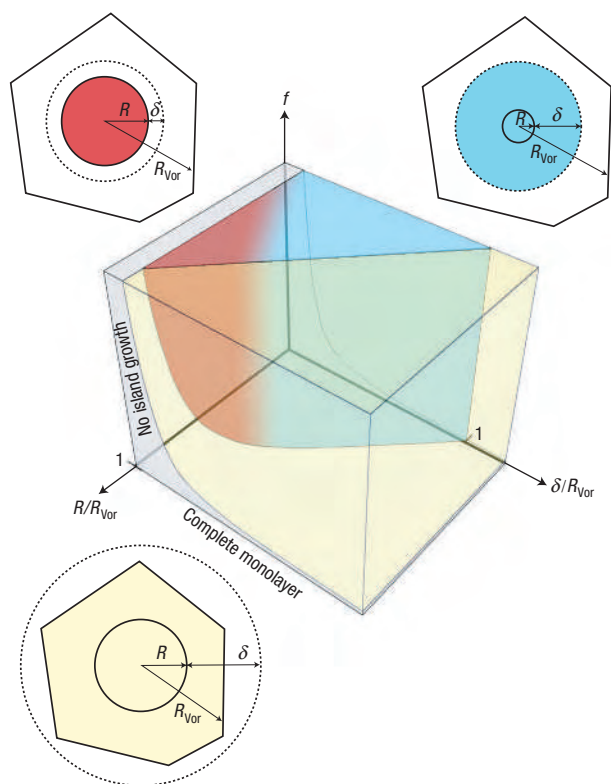 R
δ
R_Vor
f
R
δ
R_Vor
No island growth
1
1
R/R_Vor
δ/R_Vor
Complete monolayer
R
δ
R_Vor